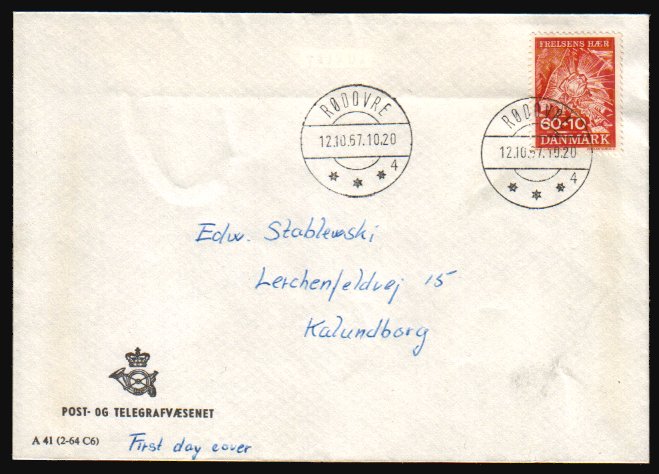 FRELSENS HÆR
60+10
DANMARK
RØDOVRE
12.10.67.10.20
4
RØDOVRE
12.10.67.10.20
4
Edw. Stablewski
Lerchenfeldvej 15
Kalundborg
POST- OG TELEGRAFVÆSENET
A 41 (2-64 C6)
First day cover